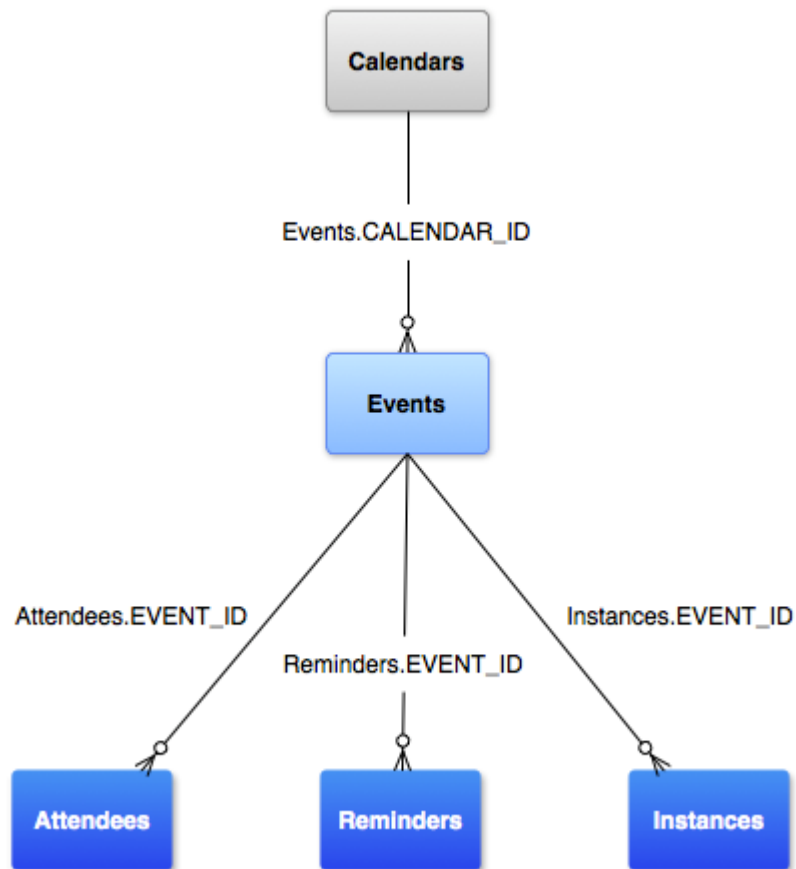 Calendars
Events.CALENDAR_ID
Events
Attendees.EVENT_ID
Instances.EVENT_ID
Reminders.EVENT_ID
Attendees
Reminders
Instances